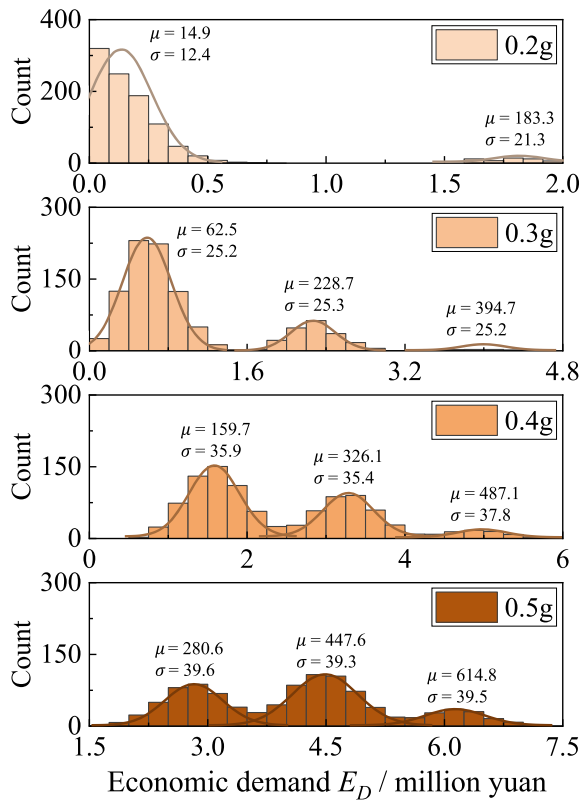 400
μ = 14.9
σ = 12.4
0.2g
Count
200
μ = 183.3
σ = 21.3
0
0.0 0.5 1.0 1.5 2.0
300
μ = 62.5
σ = 25.2
0.3g
Count
150
μ = 228.7
σ = 25.3
μ = 394.7
σ = 25.2
0
0.0 1.6 3.2 4.8
300
μ = 159.7
σ = 35.9
0.4g
Count
150
μ = 326.1
σ = 35.4
μ = 487.1
σ = 37.8
0
0 2 4 6
300
0.5g
Count
150
μ = 280.6
σ = 39.6
μ = 447.6
σ = 39.3
μ = 614.8
σ = 39.5
0
1.5 3.0 4.5 6.0 7.5
Economic demand E_D / million yuan